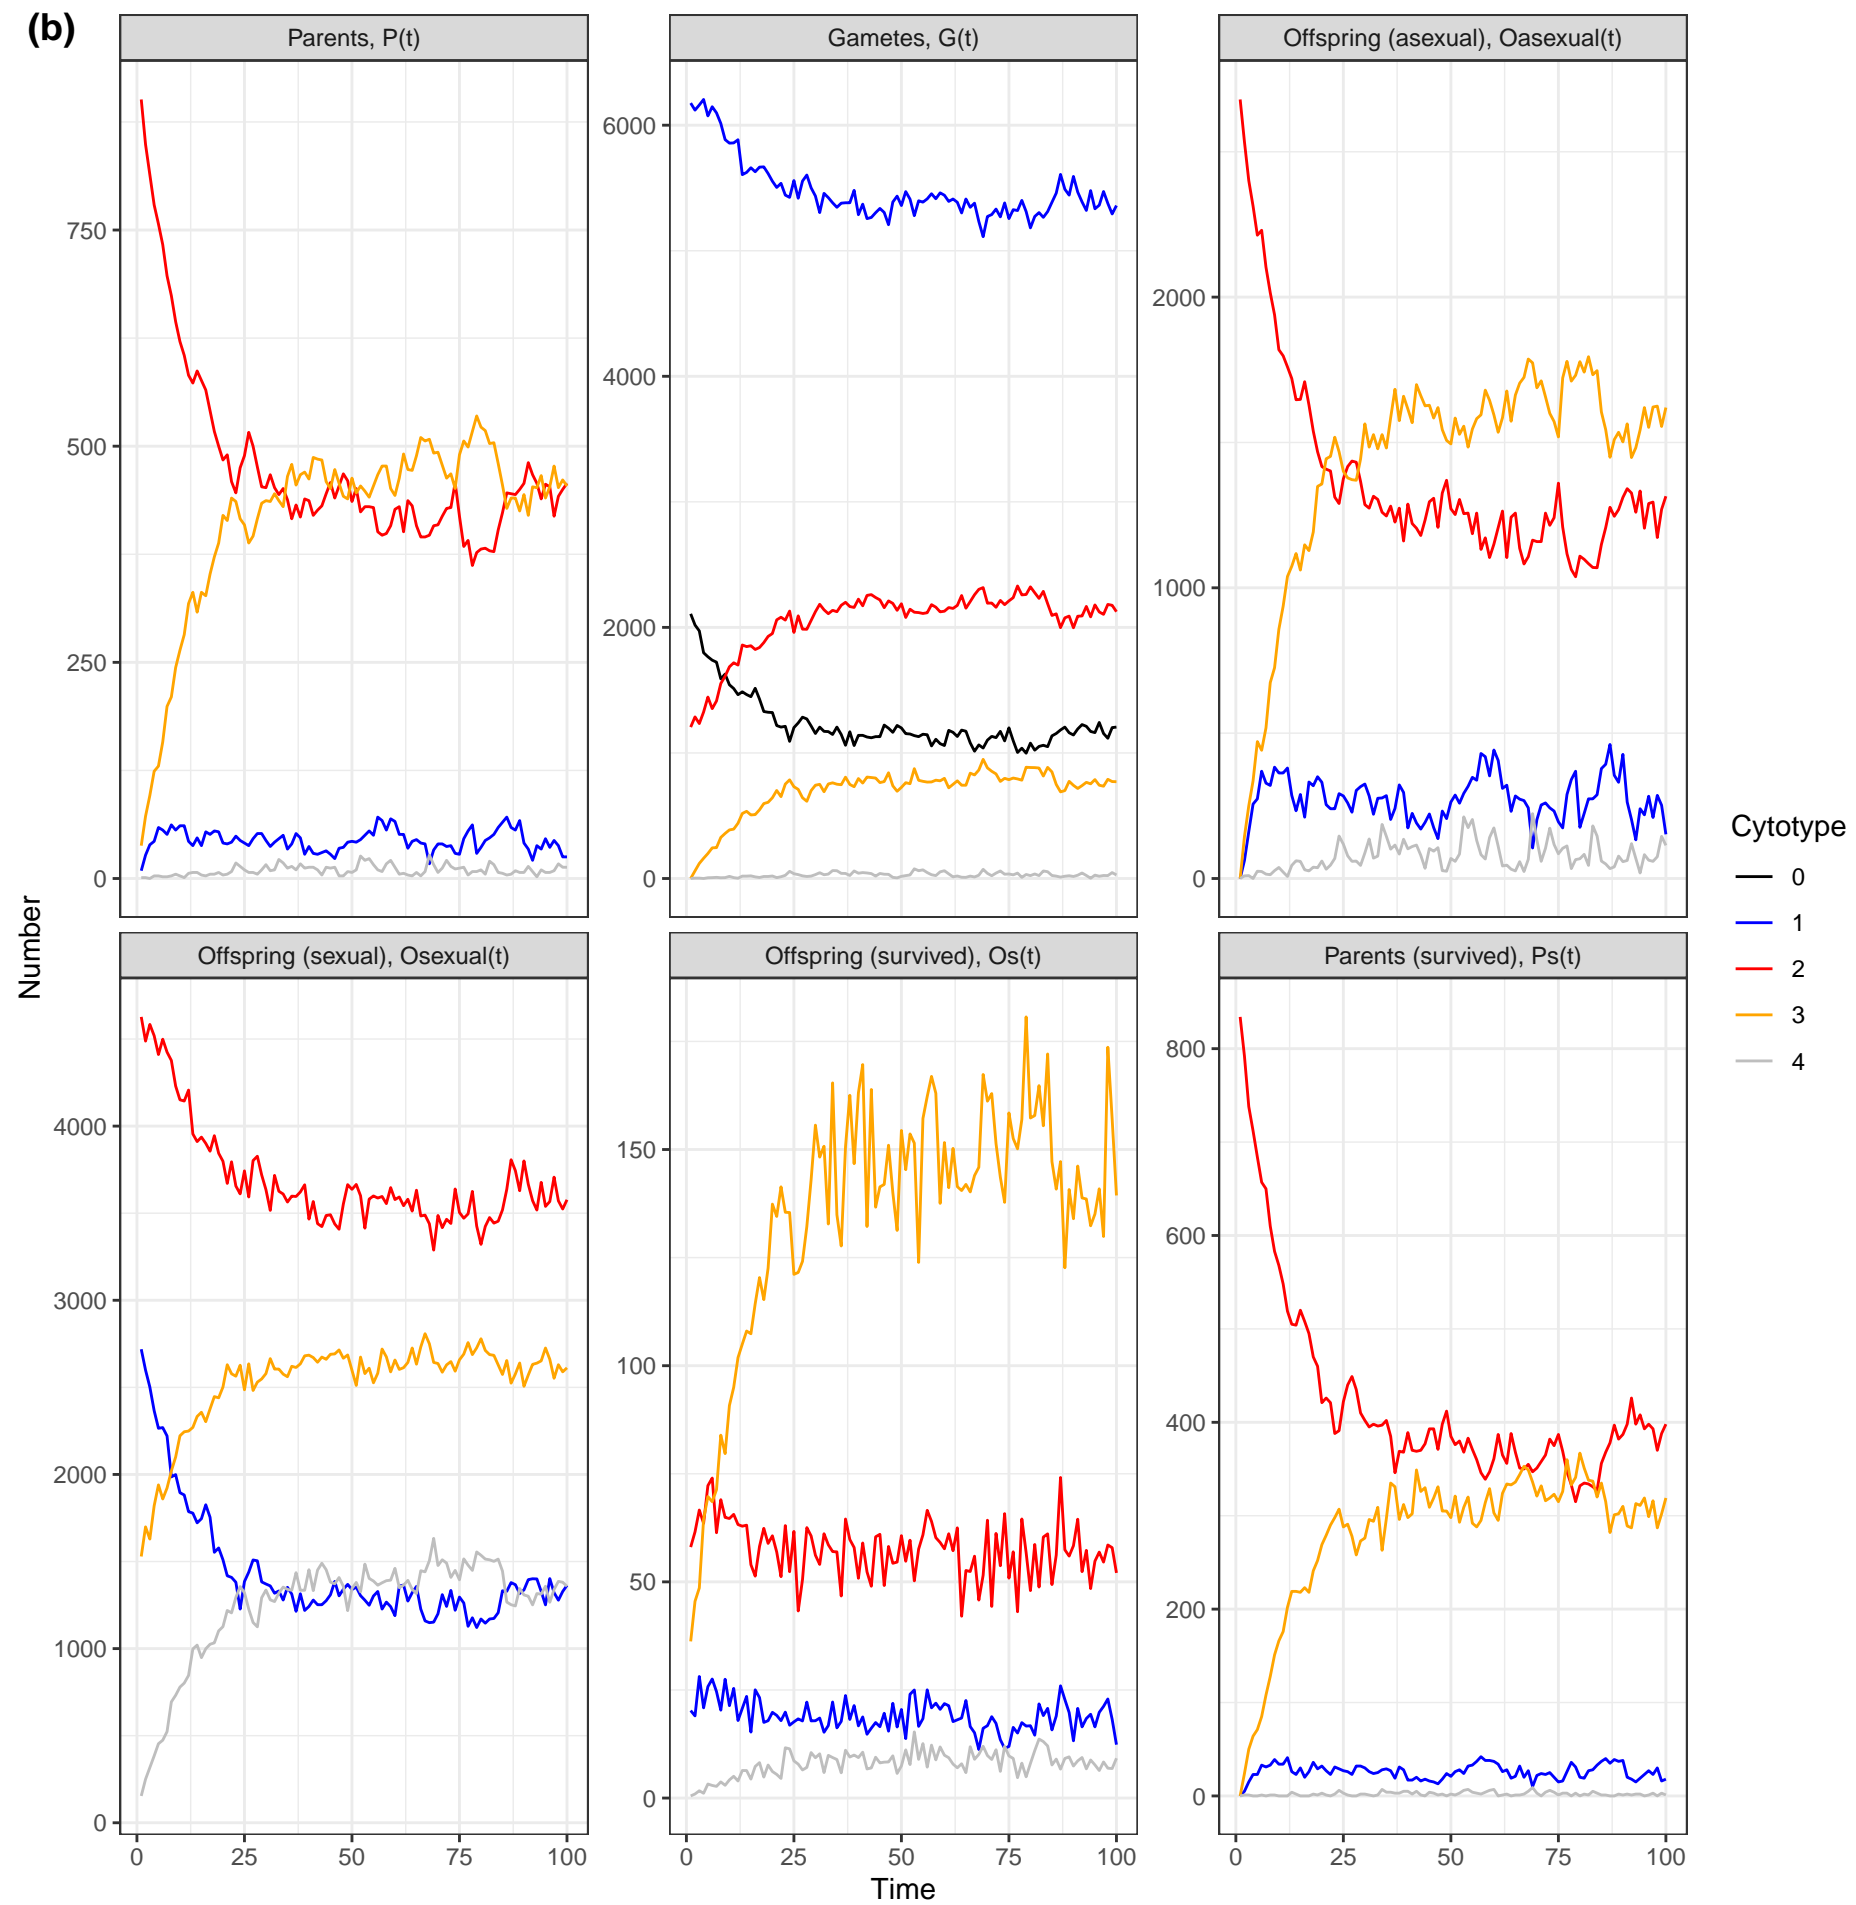 (b)
Parents, P(t)
Gametes, G(t)
Offspring (asexual), Oasexual(t)
750
500
250
0
6000
4000
2000
0
2000
1000
0
Offspring (sexual), Osexual(t)
Offspring (survived), Os(t)
Parents (survived), Ps(t)
4000
3000
2000
1000
0
150
100
50
0
800
600
400
200
0
0 25 50 75 100
0 25 50 75 100
0 25 50 75 100
Number
Time
Cytotype
0
1
2
3
4